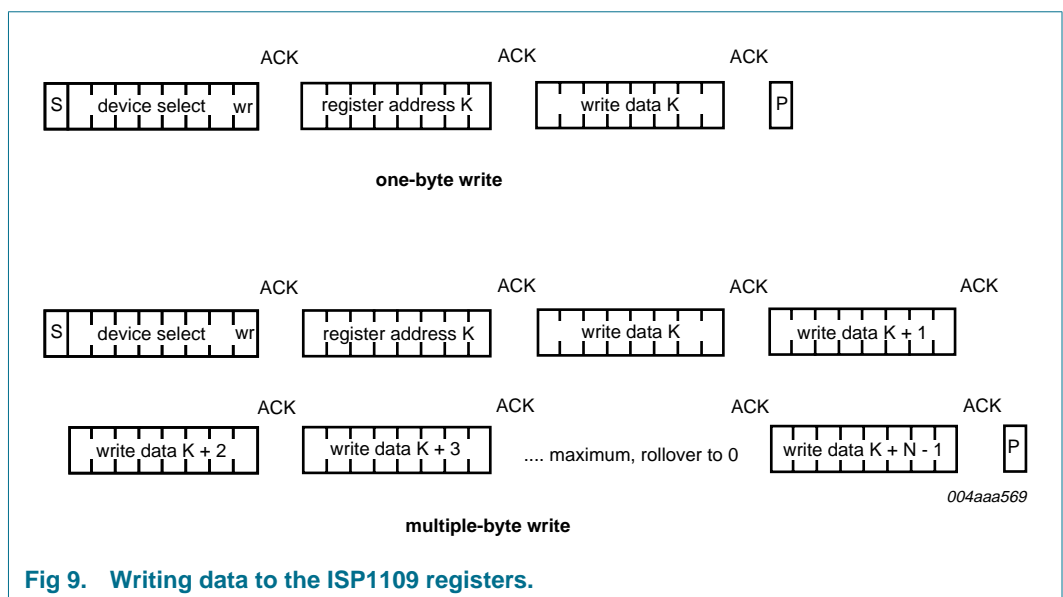 ACK ACK ACK
S device select wr register address K write data K P
one-byte write
ACK ACK ACK ACK
S device select wr register address K write data K write data K + 1
ACK ACK ACK ACK
write data K + 2 write data K + 3 .... maximum, rollover to 0 write data K + N - 1 P
004aaa569
multiple-byte write
Fig 9. Writing data to the ISP1109 registers.